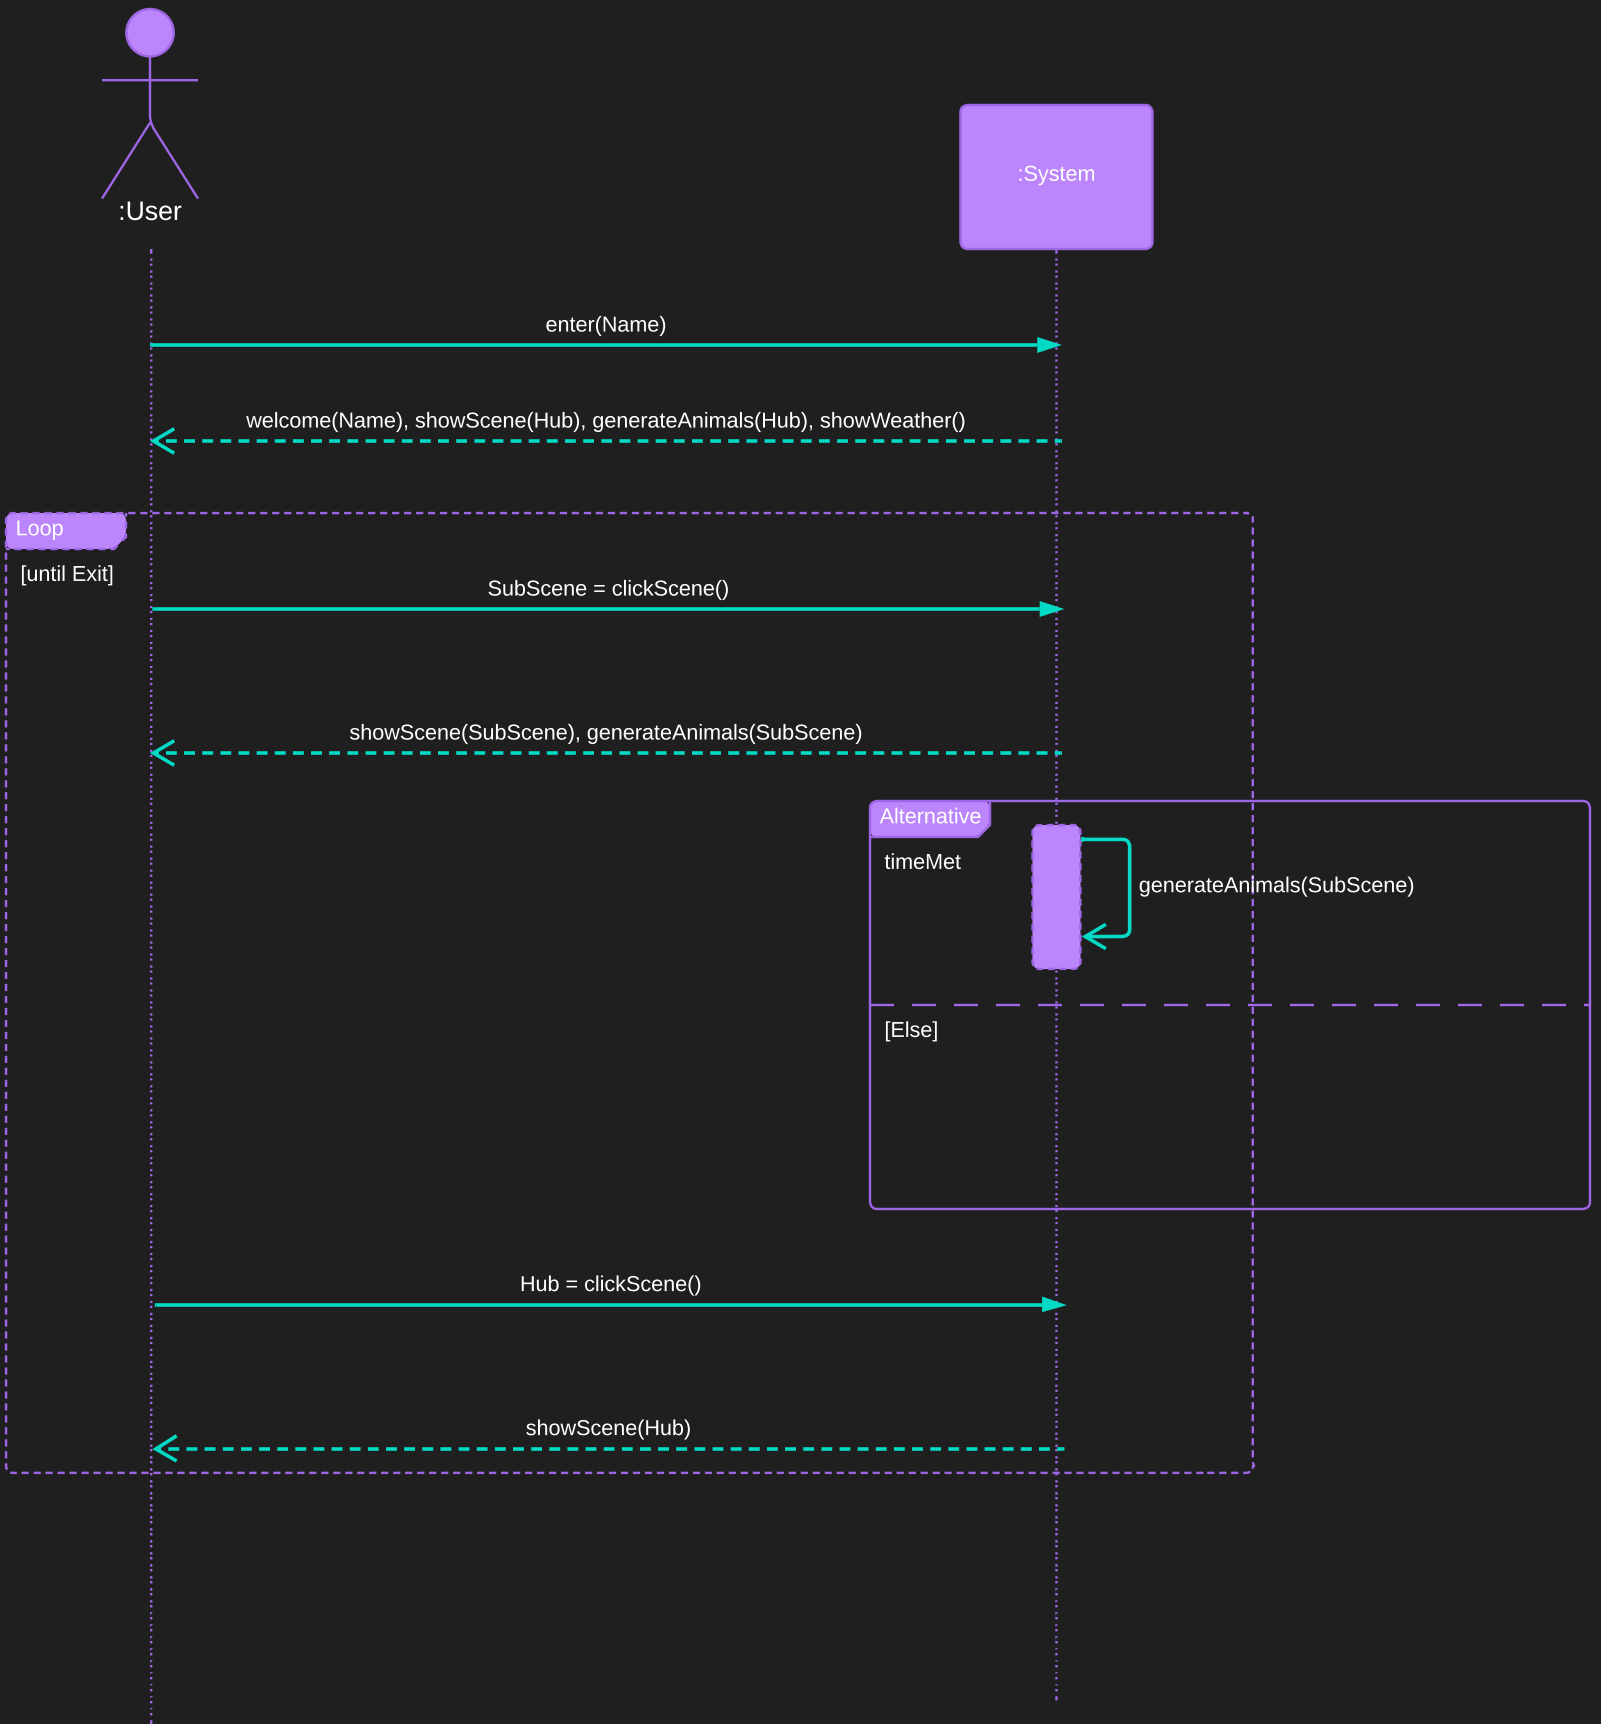 :User
:System
enter(Name)
welcome(Name), showScene(Hub), generateAnimals(Hub), showWeather()
Loop
[until Exit]
SubScene = clickScene()
showScene(SubScene), generateAnimals(SubScene)
Alternative
timeMet
generateAnimals(SubScene)
[Else]
Hub = clickScene()
showScene(Hub)